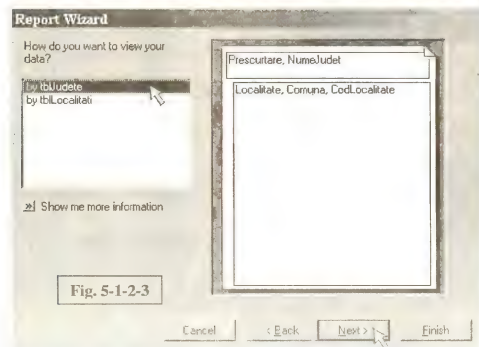 Report Wizard
How do you want to view your
data?
by tblJudete
by tblLocalitati
Prescurtare, NumeJudet
Localitate, Comuna, CodLocalitate
Show me more information
Fig. 5-1-2-3
Cancel
< Back
Next >
Finish